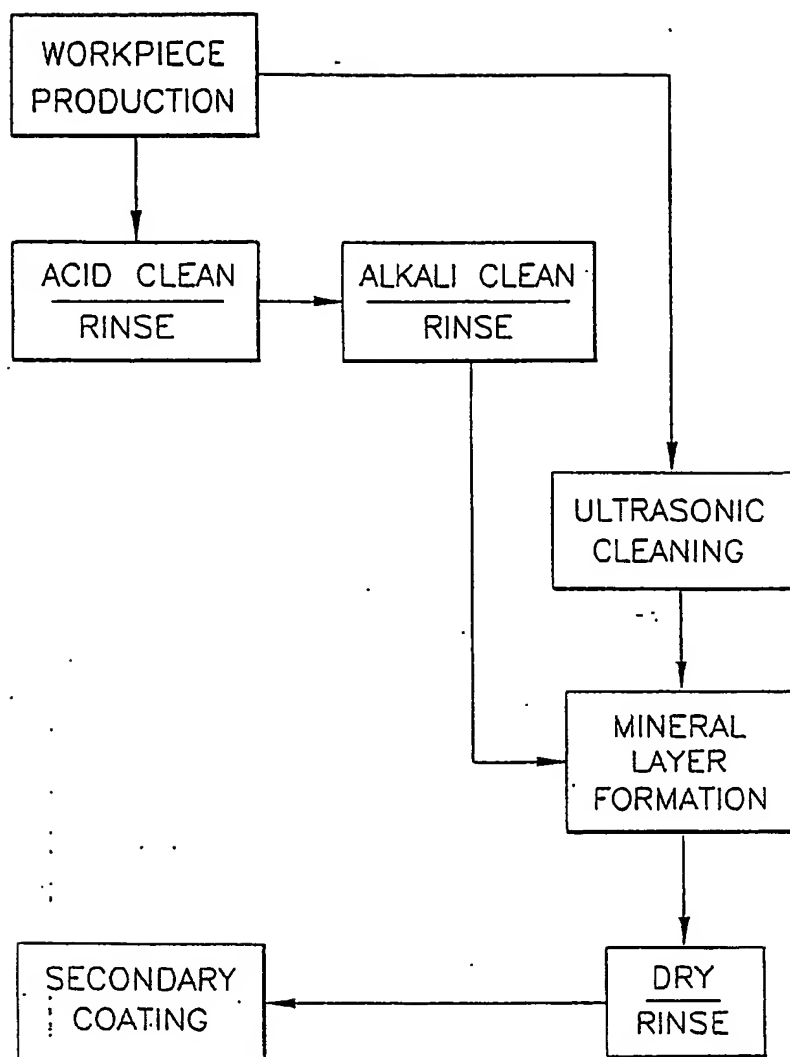 WORKPIECE
PRODUCTION
ACID CLEAN
RINSE
ALKALI CLEAN
RINSE
ULTRASONIC
CLEANING
MINERAL
LAYER
FORMATION
SECONDARY
COATING
DRY
RINSE